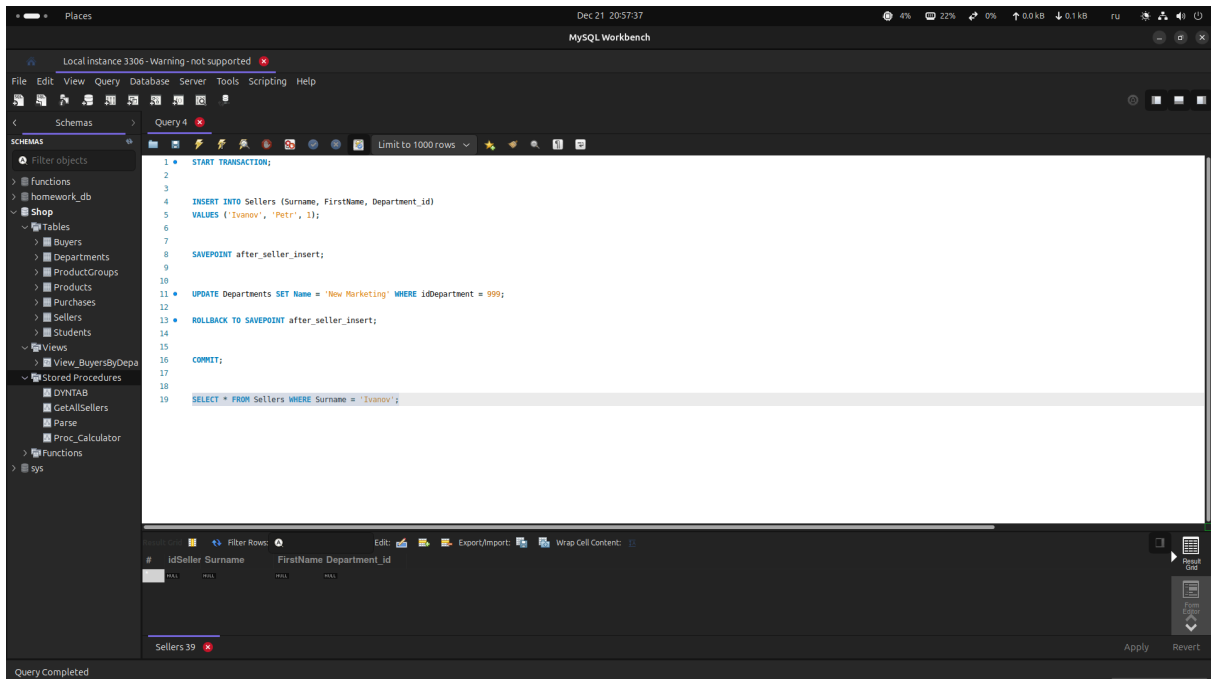 Places
Dec 21 20:57:37
4% 22% 0% 0.0 kB 0.1 kB ru
MySQL Workbench
Local instance 3306 - Warning - not supported
File Edit View Query Database Server Tools Scripting Help
Schemas
Query 4
SCHEMAS
Limit to 1000 rows
Filter objects
functions
homework_db
Shop
Tables
Buyers
Departments
ProductGroups
Products
Purchases
Sellers
Students
Views
View_BuyersByDepa
Stored Procedures
DYNTAB
GetAllSellers
Parse
Proc_Calculator
Functions
sys
1 START TRANSACTION;
2
3
4 INSERT INTO Sellers (Surname, FirstName, Department_id)
5 VALUES ('Ivanov', 'Petr', 1);
6
7
8 SAVEPOINT after_seller_insert;
9
10
11 UPDATE Departments SET Name = 'New Marketing' WHERE idDepartment = 999;
12
13 ROLLBACK TO SAVEPOINT after_seller_insert;
14
15
16 COMMIT;
17
18
19 SELECT * FROM Sellers WHERE Surname = 'Ivanov';
Result Grid Filter Rows: Edit: Export/Import: Wrap Cell Content:
# idSeller Surname FirstName Department_id
NULL NULL NULL NULL
Result Grid
Form Editor
Sellers 39
Apply Revert
Query Completed